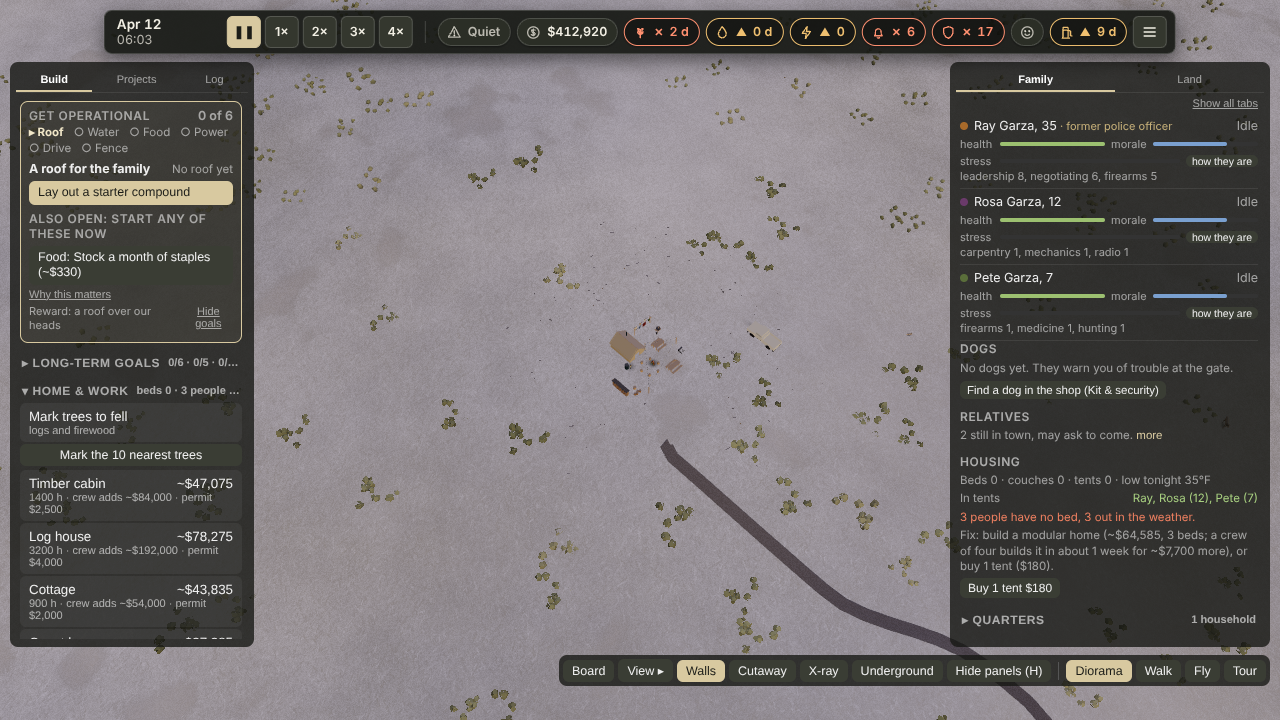 Apr 12
06:03
1×
2×
3×
4×
Quiet
$412,920
× 2 d
▲ 0 d
▲ 0
× 6
× 17
▲ 9 d
Build
Projects
Log
GET OPERATIONAL 0 of 6
▸ Roof ○ Water ○ Food ○ Power
○ Drive ○ Fence
A roof for the family No roof yet
Lay out a starter compound
ALSO OPEN: START ANY OF
THESE NOW
Food: Stock a month of staples
(~$330)
Why this matters
Reward: a roof over our
heads
Hide
goals
▸ LONG-TERM GOALS 0/6 · 0/5 · 0/...
▾ HOME & WORK beds 0 · 3 people ...
Mark trees to fell
logs and firewood
Mark the 10 nearest trees
Timber cabin ~$47,075
1400 h · crew adds ~$84,000 · permit
$2,500
Log house ~$78,275
3200 h · crew adds ~$192,000 · permit
$4,000
Cottage ~$43,835
900 h · crew adds ~$54,000 · permit
$2,000
Family
Land
Show all tabs
Ray Garza, 35 · former police officer Idle
health morale
stress how they are
leadership 8, negotiating 6, firearms 5
Rosa Garza, 12 Idle
health morale
stress how they are
carpentry 1, mechanics 1, radio 1
Pete Garza, 7 Idle
health morale
stress how they are
firearms 1, medicine 1, hunting 1
DOGS
No dogs yet. They warn you of trouble at the gate.
Find a dog in the shop (Kit & security)
RELATIVES
2 still in town, may ask to come. more
HOUSING
Beds 0 · couches 0 · tents 0 · low tonight 35°F
In tents Ray, Rosa (12), Pete (7)
3 people have no bed, 3 out in the weather.
Fix: build a modular home (~$64,585, 3 beds; a crew
of four builds it in about 1 week for ~$7,700 more), or
buy 1 tent ($180).
Buy 1 tent $180
▸ QUARTERS 1 household
Board
View ▸
Walls
Cutaway
X-ray
Underground
Hide panels (H)
Diorama
Walk
Fly
Tour